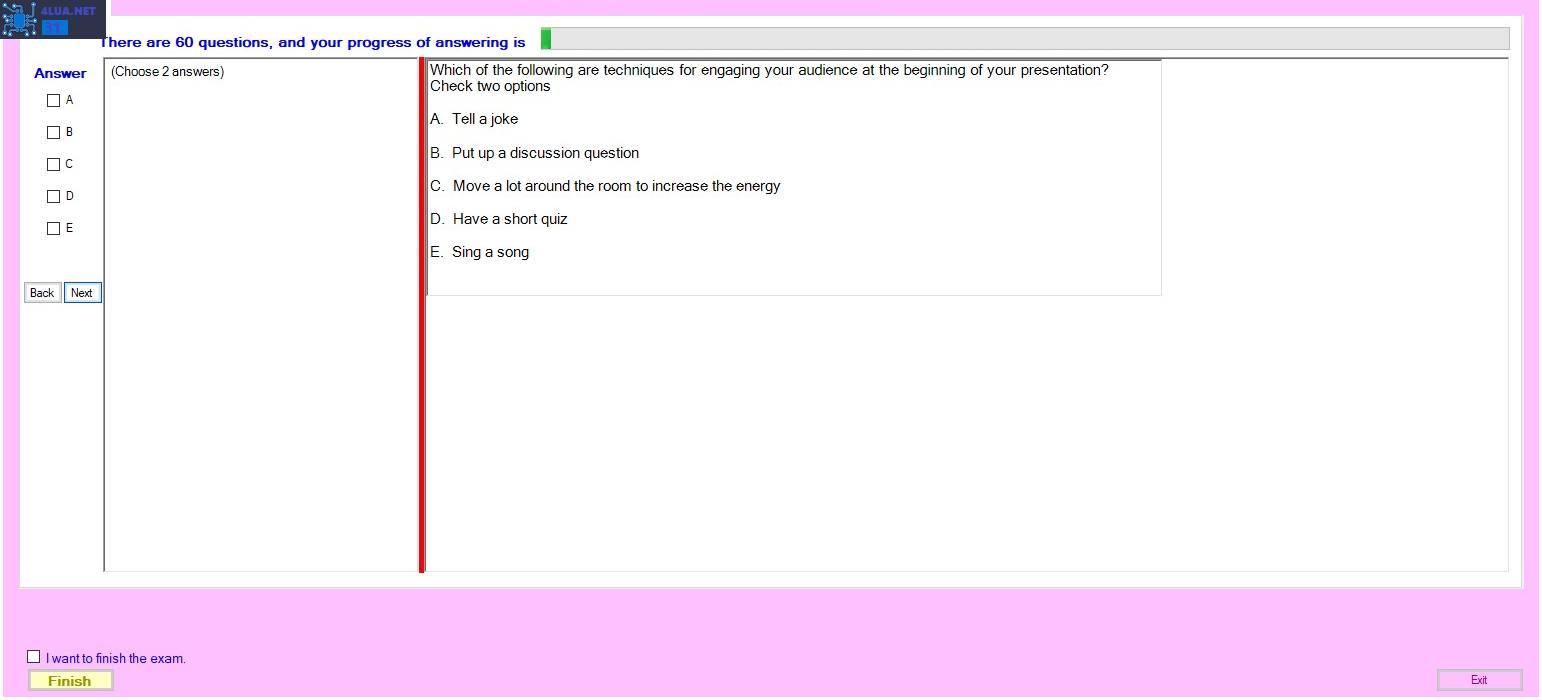 4LUA.NET
31
There are 60 questions, and your progress of answering is
Answer
(Choose 2 answers)
A
B
C
D
E
Back Next
Which of the following are techniques for engaging your audience at the beginning of your presentation?
Check two options
A. Tell a joke
B. Put up a discussion question
C. Move a lot around the room to increase the energy
D. Have a short quiz
E. Sing a song
I want to finish the exam.
Finish
Exit